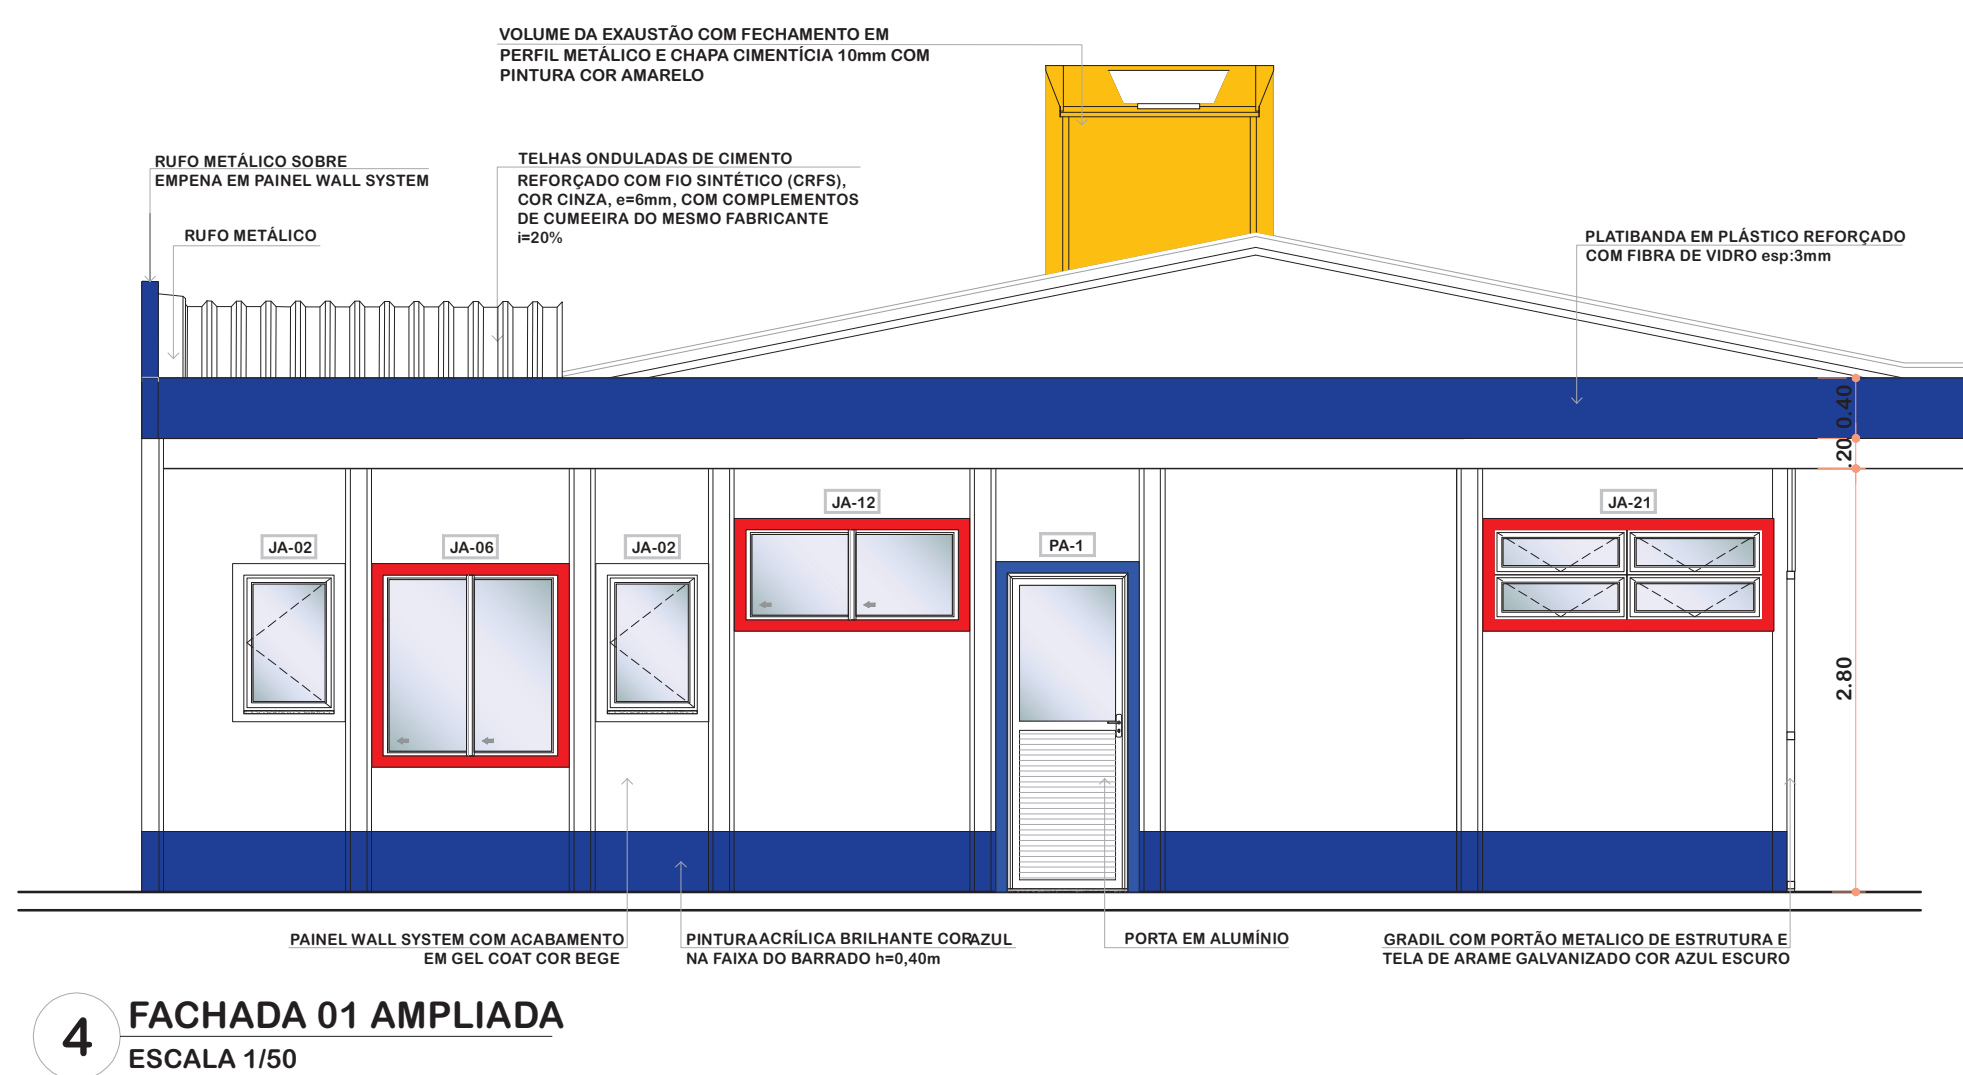 VOLUME DA EXAUSTÃO COM FECHAMENTO EM
PERFIL METÁLICO E CHAPA CIMENTÍCIA 10mm COM
PINTURA COR AMARELO
RUFO METÁLICO SOBRE
EMPENA EM PAINEL WALL SYSTEM
TELHAS ONDULADAS DE CIMENTO
REFORÇADO COM FIO SINTÉTICO (CRFS),
COR CINZA, e=6mm, COM COMPLEMENTOS
DE CUMEEIRA DO MESMO FABRICANTE
i=20%
RUFO METÁLICO
PLATIBANDA EM PLÁSTICO REFORÇADO
COM FIBRA DE VIDRO esp:3mm
0.40
.20
2.80
JA-02
JA-06
JA-02
JA-12
PA-1
JA-21
PAINEL WALL SYSTEM COM ACABAMENTO
EM GEL COAT COR BEGE
PINTURA ACRÍLICA BRILHANTE COR AZUL
NA FAIXA DO BARRADO h=0,40m
PORTA EM ALUMÍNIO
GRADIL COM PORTÃO METALICO DE ESTRUTURA E
TELA DE ARAME GALVANIZADO COR AZUL ESCURO
4
FACHADA 01 AMPLIADA
ESCALA 1/50